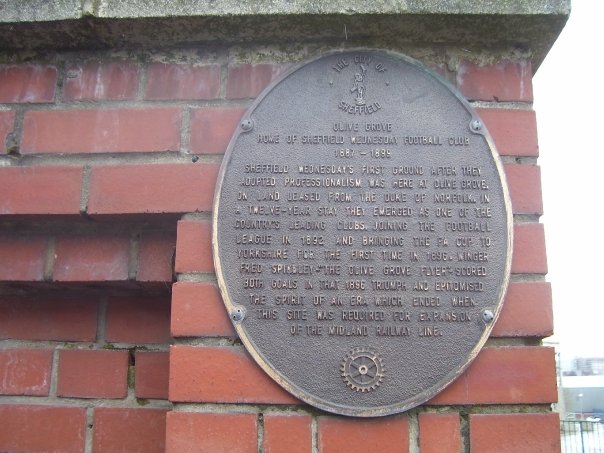 THE CITY OF
SHEFFIELD
OLIVE GROVE
HOME OF SHEFFIELD WEDNESDAY FOOTBALL CLUB
1887 - 1899
SHEFFIELD WEDNESDAY'S FIRST GROUND AFTER THEY
ADOPTED PROFESSIONALISM WAS HERE AT OLIVE GROVE,
ON LAND LEASED FROM THE DUKE OF NORFOLK. IN
A TWELVE-YEAR STAY THEY EMERGED AS ONE OF THE
COUNTRY'S LEADING CLUBS, JOINING THE FOOTBALL
LEAGUE IN 1892 AND BRINGING THE FA CUP TO
YORKSHIRE FOR THE FIRST TIME IN 1896. WINGER
FRED SPIKSLEY-"THE OLIVE GROVE FLYER"-SCORED
BOTH GOALS IN THAT 1896 TRIUMPH AND EPITOMISED
THE SPIRIT OF AN ERA WHICH ENDED WHEN
THIS SITE WAS REQUIRED FOR EXPANSION
OF THE MIDLAND RAILWAY LINE.